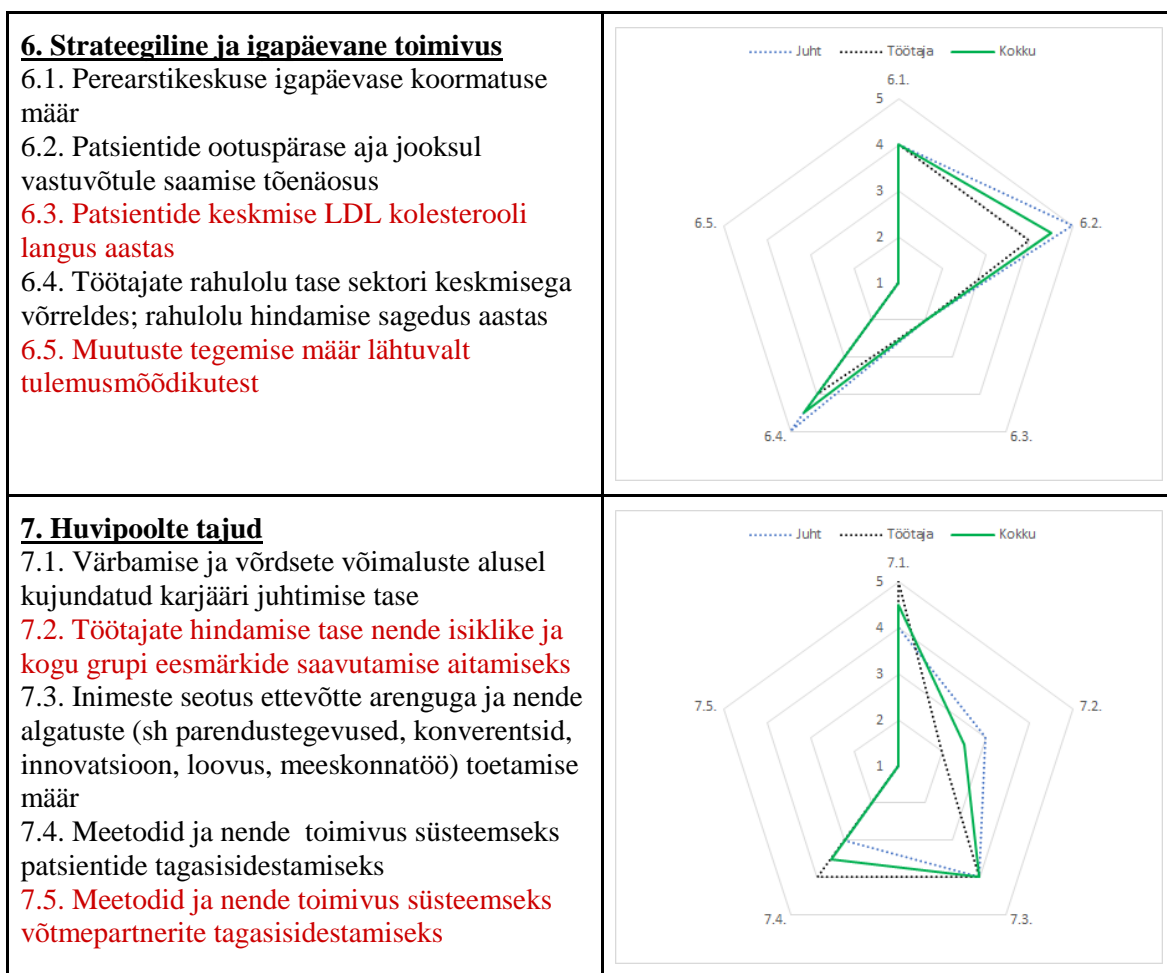 6. Strateegiline ja igapäevane toimivus
6.1. Perearstikeskuse igapäevase koormatuse
määr
6.2. Patsientide ootuspärase aja jooksul
vastuvõtule saamise tõenäosus
6.3. Patsientide keskmise LDL kolesterooli
langus aastas
6.4. Töötajate rahulolu tase sektori keskmisega
võrreldes; rahulolu hindamise sagedus aastas
6.5. Muutuste tegemise määr lähtuvalt
tulemusmõõdikutest
Juht Töötaja Kokku
6.1.
5
4
3
2
1
6.5.
6.2.
6.4.
6.3.
7. Huvipoolte tajud
7.1. Värbamise ja võrdsete võimaluste alusel
kujundatud karjääri juhtimise tase
7.2. Töötajate hindamise tase nende isiklike ja
kogu grupi eesmärkide saavutamise aitamiseks
7.3. Inimeste seotus ettevõtte arenguga ja nende
algatuste (sh parendustegevused, konverentsid,
innovatsioon, loovus, meeskonnatöö) toetamise
määr
7.4. Meetodid ja nende toimivus süsteemseks
patsientide tagasisidestamiseks
7.5. Meetodid ja nende toimivus süsteemseks
võtmepartnerite tagasisidestamiseks
Juht Töötaja Kokku
7.1.
5
4
3
2
1
7.5.
7.2.
7.4.
7.3.